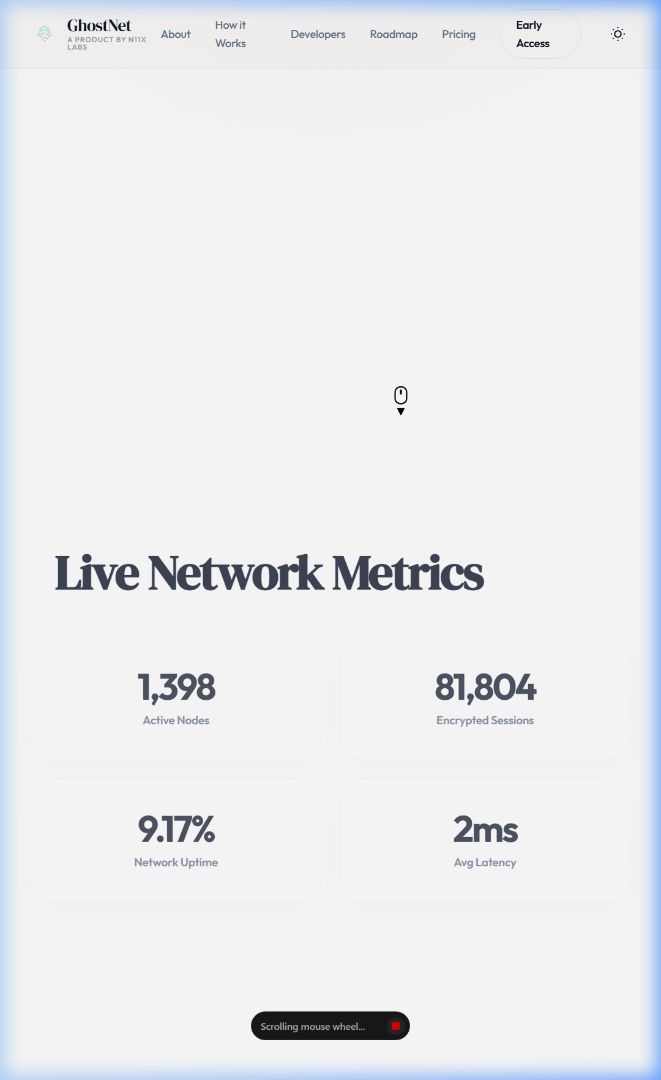 GhostNet
A PRODUCT BY N11X
LABS
About
How it
Works
Developers
Roadmap
Pricing
Early
Access
Live Network Metrics
1,398
Active Nodes
81,804
Encrypted Sessions
9.17%
Network Uptime
2ms
Avg Latency
Scrolling mouse wheel...